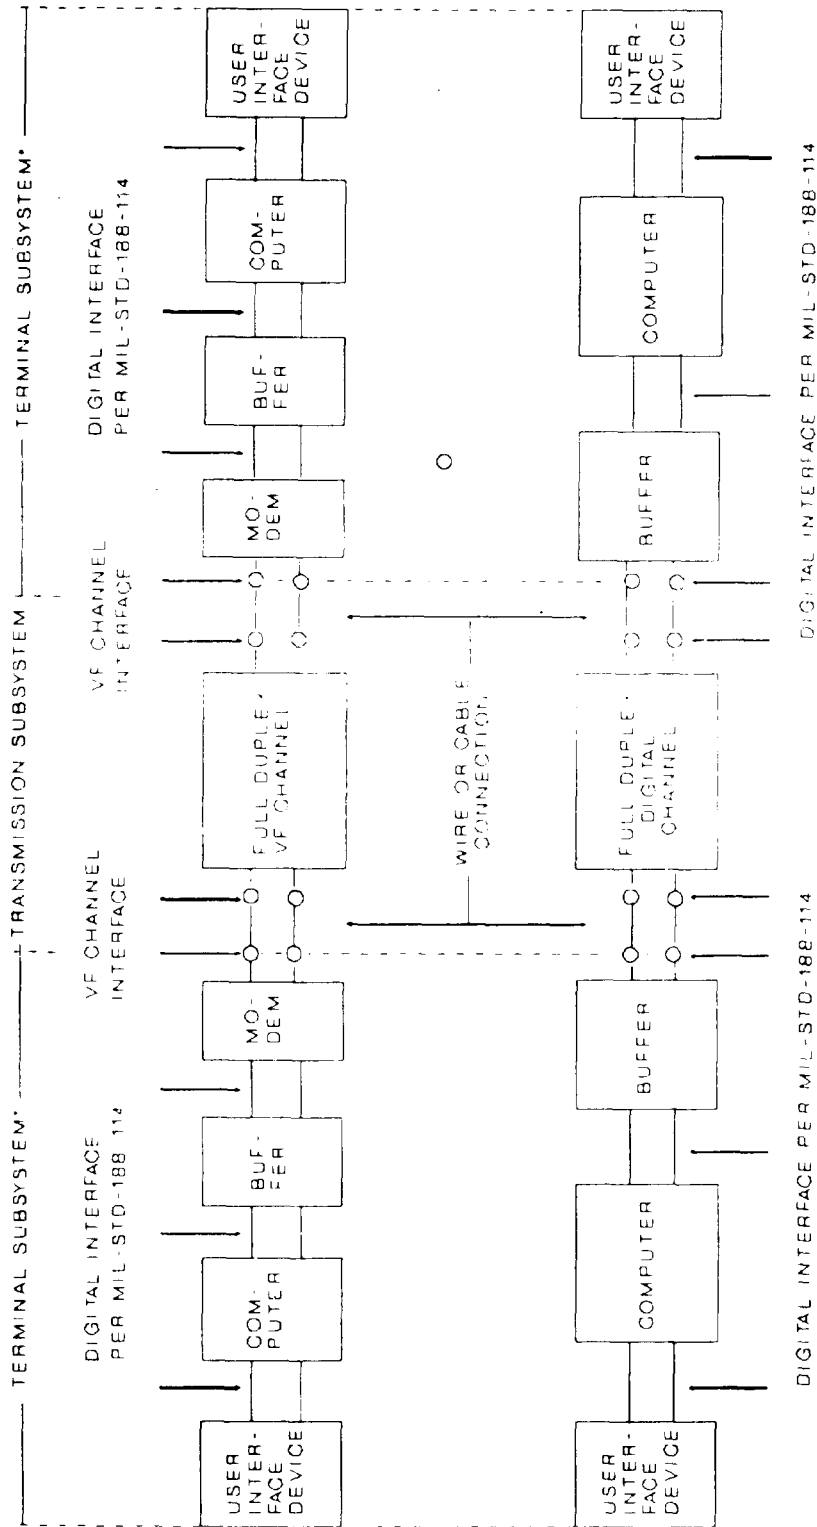 TERMINAL SUBSYSTEM*
TRANSMISSION SUBSYSTEM
TERMINAL SUBSYSTEM*
DIGITAL INTERFACE
PER MIL-STD-188-114
VF CHANNEL
INTERFACE
VF CHANNEL
INTERFACE
DIGITAL INTERFACE
PER MIL-STD-188-114
USER
INTER-
FACE
DEVICE
COM-
PUTER
BUF-
FER
MO-
DEM
FULL DUPLE
VF CHANNEL
MO-
DEM
BUF-
FER
COM-
PUTER
USER
INTER-
FACE
DEVICE
WIRE OR CABLE
CONNECTION
USER
INTER-
FACE
DEVICE
COMPUTER
BUFFER
FULL DUPLE
DIGITAL
CHANNEL
BUFFER
COMPUTER
USER
INTER-
FACE
DEVICE
DIGITAL INTERFACE PER MIL-STD-188-114
DIGITAL INTERFACE PER MIL-STD-188-114